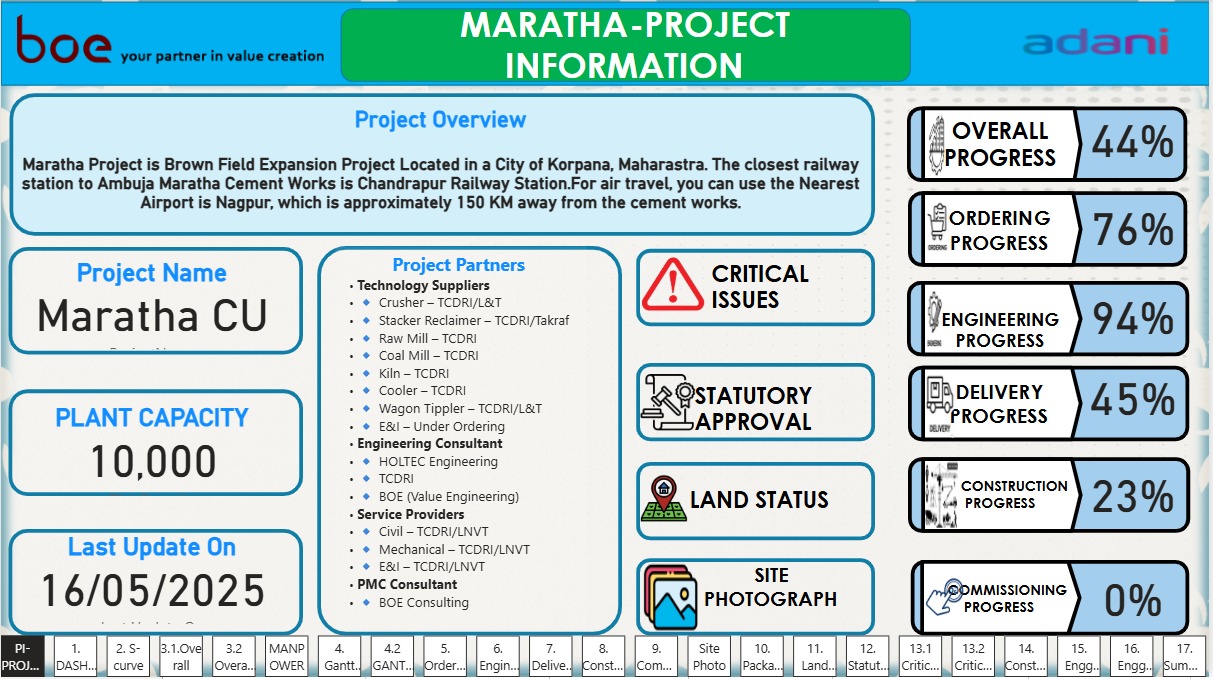 boe your partner in value creation
MARATHA-PROJECT
INFORMATION
adani
Project Overview
Maratha Project is Brown Field Expansion Project Located in a City of Korpana, Maharastra. The closest railway
station to Ambuja Maratha Cement Works is Chandrapur Railway Station.For air travel, you can use the Nearest
Airport is Nagpur, which is approximately 150 KM away from the cement works.
Project Name
Maratha CU
PLANT CAPACITY
10,000
Last Update On
16/05/2025
Project Partners
• Technology Suppliers
• Crusher – TCDRI/L&T
• Stacker Reclaimer – TCDRI/Takraf
• Raw Mill – TCDRI
• Coal Mill – TCDRI
• Kiln – TCDRI
• Cooler – TCDRI
• Wagon Tippler – TCDRI/L&T
• E&I – Under Ordering
• Engineering Consultant
• HOLTEC Engineering
• TCDRI
• BOE (Value Engineering)
• Service Providers
• Civil – TCDRI/LNVT
• Mechanical – TCDRI/LNVT
• E&I – TCDRI/LNVT
• PMC Consultant
• BOE Consulting
CRITICAL
ISSUES
STATUTORY
APPROVAL
LAND STATUS
SITE
PHOTOGRAPH
OVERALL
PROGRESS
44%
ORDERING
ORDERING
PROGRESS
76%
ENGINEERING
PROGRESS
94%
DELIVERY
DELIVERY
PROGRESS
45%
CONSTRUCTION
PROGRESS
23%
COMMISSIONING
PROGRESS
0%
PI-
PROJ...
1.
DASH...
2. S-
curve
3.1.Ove
rall
3.2
Overa...
MANP
OWER
4.
Gantt...
4.2
GANT...
5.
Order...
6.
Engin...
7.
Delive...
8.
Const...
9.
Com...
Site
Photo
10.
Packa...
11.
Land...
12.
Statut...
13.1
Critic...
13.2
Critic...
14.
Const...
15.
Engg...
16.
Engg...
17.
Sum...